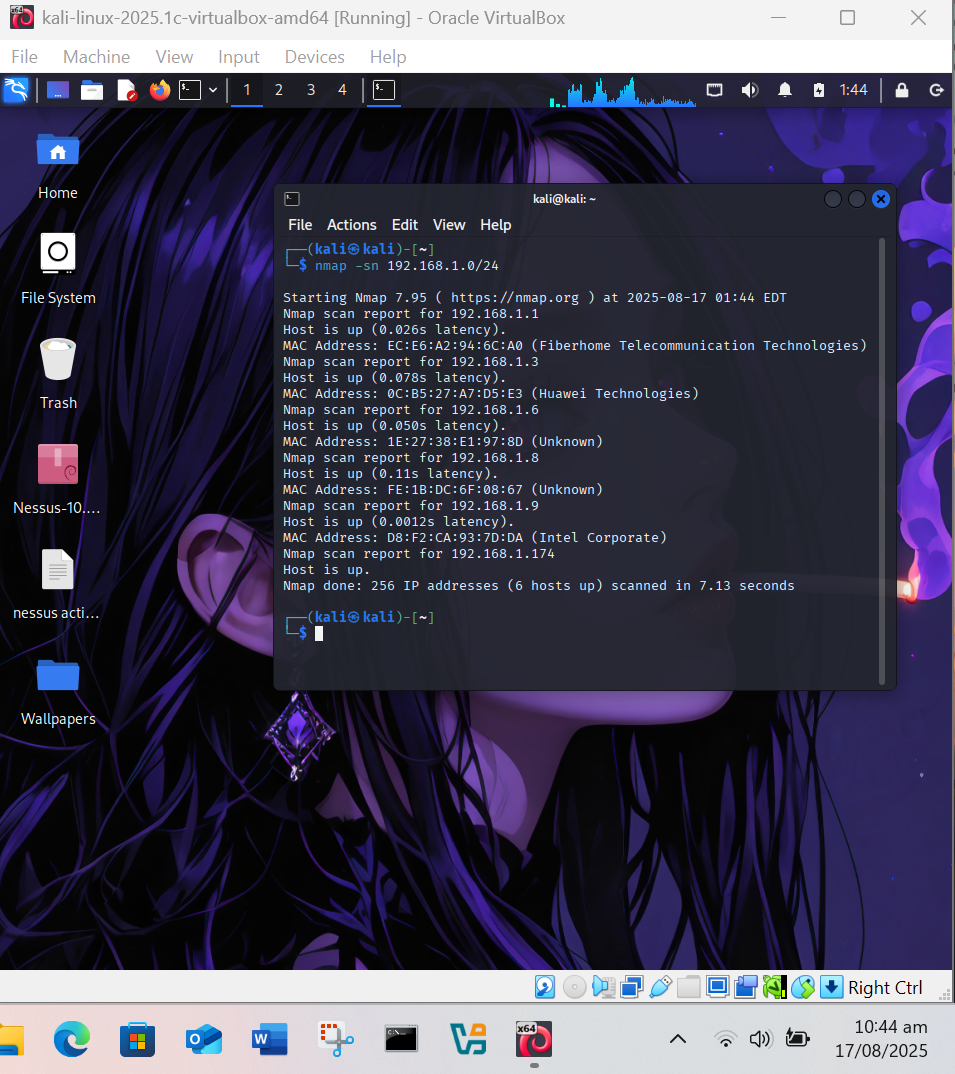 kali-linux-2025.1c-virtualbox-amd64 [Running] - Oracle VirtualBox
File Machine View Input Devices Help
1 2 3 4 1:44
Home
File System
Trash
Nessus-10....
nessus acti...
Wallpapers
kali@kali: ~
File Actions Edit View Help
┌──(kali㉿kali)-[~]
└─$ nmap -sn 192.168.1.0/24
Starting Nmap 7.95 ( https://nmap.org ) at 2025-08-17 01:44 EDT
Nmap scan report for 192.168.1.1
Host is up (0.026s latency).
MAC Address: EC:E6:A2:94:6C:A0 (Fiberhome Telecommunication Technologies)
Nmap scan report for 192.168.1.3
Host is up (0.078s latency).
MAC Address: 0C:B5:27:A7:D5:E3 (Huawei Technologies)
Nmap scan report for 192.168.1.6
Host is up (0.050s latency).
MAC Address: 1E:27:38:E1:97:8D (Unknown)
Nmap scan report for 192.168.1.8
Host is up (0.11s latency).
MAC Address: FE:1B:DC:6F:08:67 (Unknown)
Nmap scan report for 192.168.1.9
Host is up (0.0012s latency).
MAC Address: D8:F2:CA:93:7D:DA (Intel Corporate)
Nmap scan report for 192.168.1.174
Host is up.
Nmap done: 256 IP addresses (6 hosts up) scanned in 7.13 seconds
┌──(kali㉿kali)-[~]
└─$
Right Ctrl
x64
10:44 am
17/08/2025